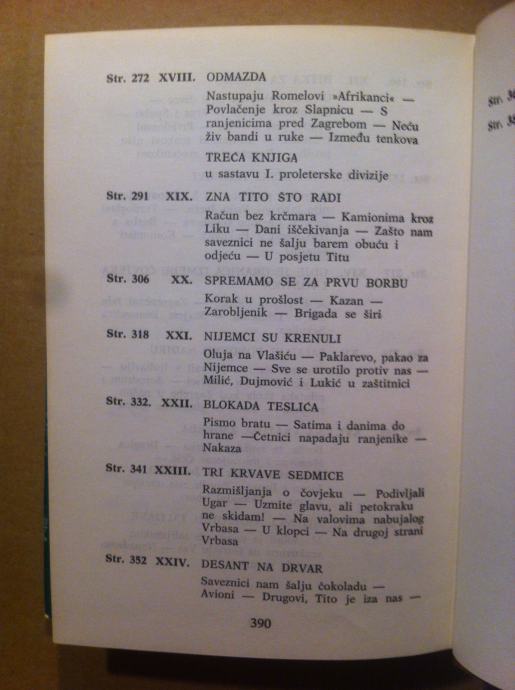 Str. 272 XVIII. ODMAZDA
Nastupaju Romelovi »Afrikanci« —
Povlačenje kroz Slapnicu — S
ranjenicima pred Zagrebom — Neću
živ bandi u ruke — Između tenkova
TREĆA KNJIGA
u sastavu I. proleterske divizije
Str. 291 XIX. ZNA TITO ŠTO RADI
Račun bez krčmara — Kamionima kroz
Liku — Dani iščekivanja — Zašto nam
saveznici ne šalju barem obuću i
odjeću — U posjetu Titu
Str. 306 XX. SPREMAMO SE ZA PRVU BORBU
Korak u prošlost — Kazan —
Zarobljenik — Brigada se širi
Str. 318 XXI. NIJEMCI SU KRENULI
Oluja na Vlašiću — Paklarevo, pakao za
Nijemce — Sve se urotilo protiv nas —
Milić, Dujmović i Lukić u zaštitnici
Str. 332. XXII. BLOKADA TESLIĆA
Pismo bratu — Satima i danima do
hrane —Četnici napadaju ranjenike —
Nakaza
Str. 341 XXIII. TRI KRVAVE SEDMICE
Razmišljanja o čovjeku — Podivljali
Ugar — Uzmite glavu, ali petokraku
ne skidam! — Na valovima nabujalog
Vrbasa — U klopci — Na drugoj strani
Vrbasa
Str. 352 XXIV. DESANT NA DRVAR
Saveznici nam šalju čokoladu —
Avioni — Drugovi, Tito je iza nas —
390